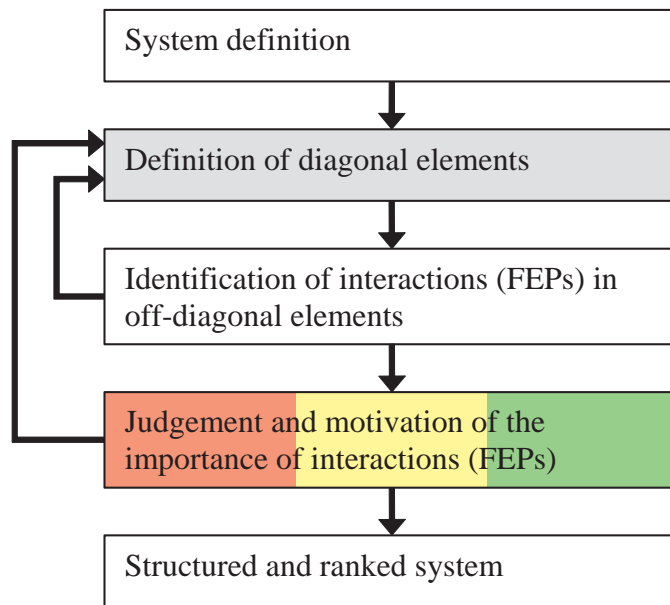 System definition
Definition of diagonal elements
Identification of interactions (FEPs) in
off-diagonal elements
Judgement and motivation of the
importance of interactions (FEPs)
Structured and ranked system